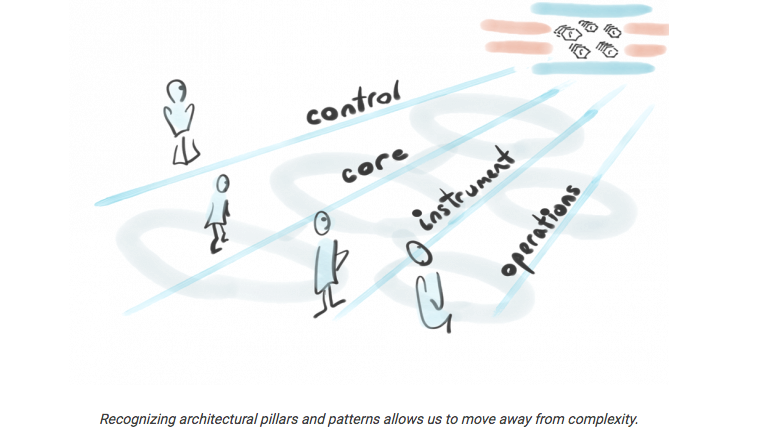 control
core
instrument
operations
Recognizing architectural pillars and patterns allows us to move away from complexity.